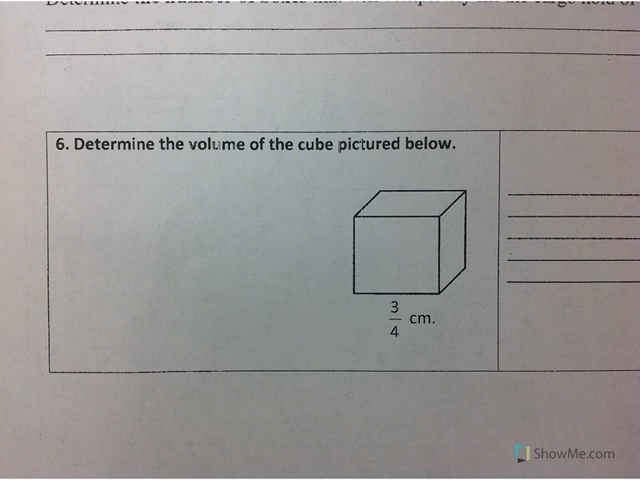 6. Determine the volume of the cube pictured below.
3
4
cm.
ShowMe.com